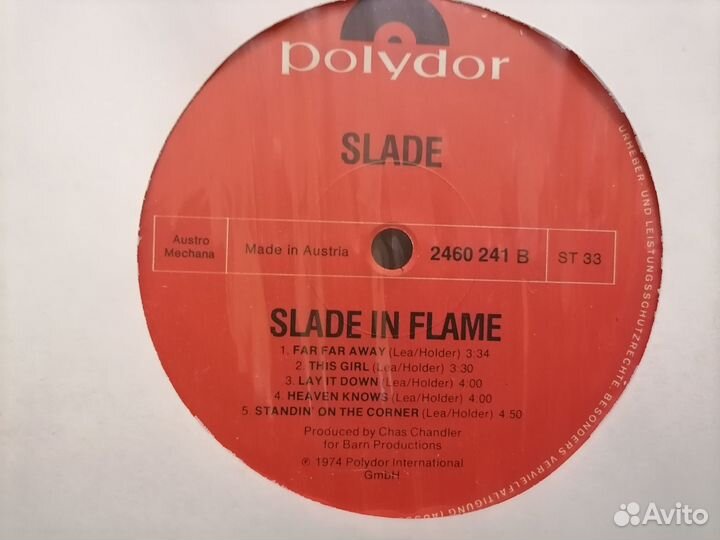 polydor
SLADE
Austro
Mechana
Made in Austria
2460 241 B
ST 33
SLADE IN FLAME
1. FAR FAR AWAY (Lea/Holder) 3:34
2. THIS GIRL (Lea/Holder) 3:30
3. LAY IT DOWN (Lea/Holder) 4:00
4. HEAVEN KNOWS (Lea/Holder) 4:00
5. STANDIN' ON THE CORNER (Lea/Holder) 4:50
Produced by Chas Chandler
for Barn Productions
℗ 1974 Polydor International
GmbH
URHEBER- UND LEISTUNGSSCHUTZRECHTE BESONDERS VERVIELFÄLTIGUNG
Avito